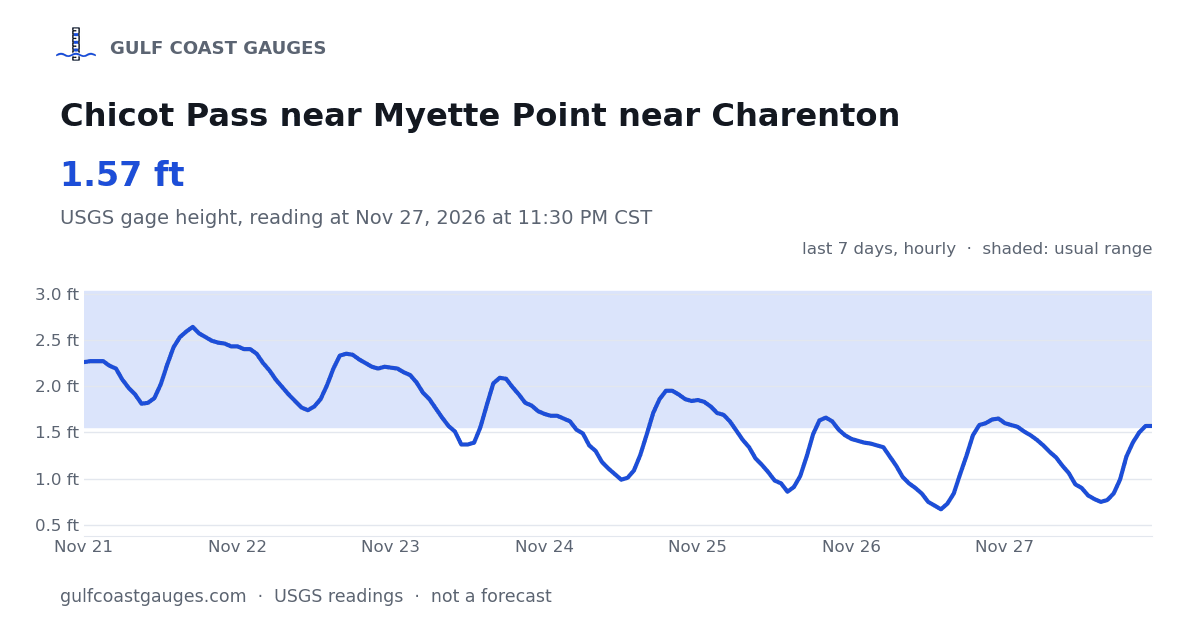 GULF COAST GAUGES
Chicot Pass near Myette Point near Charenton
1.57 ft
USGS gage height, reading at Nov 27, 2026 at 11:30 PM CST
last 7 days, hourly · shaded: usual range
3.0 ft
2.5 ft
2.0 ft
1.5 ft
1.0 ft
0.5 ft
Nov 21 Nov 22 Nov 23 Nov 24 Nov 25 Nov 26 Nov 27
gulfcoastgauges.com · USGS readings · not a forecast